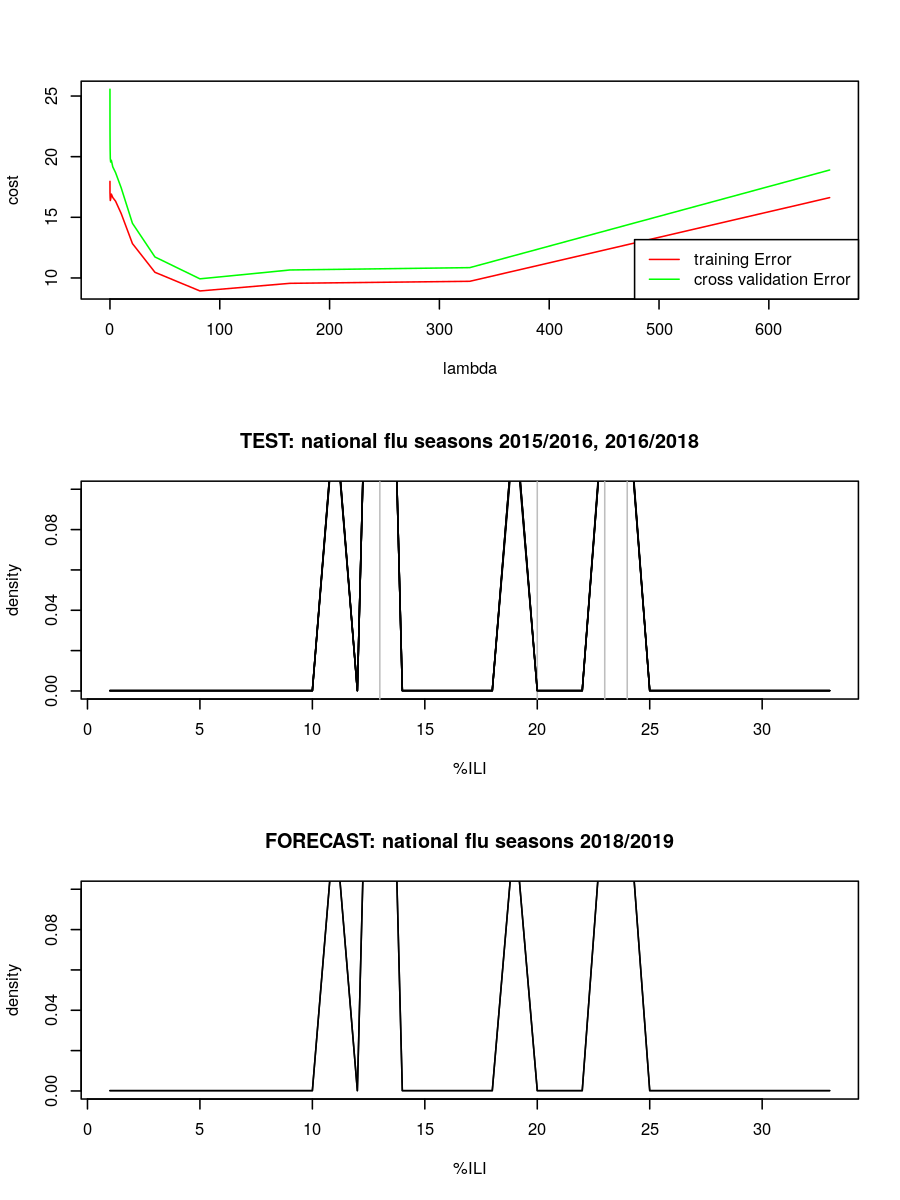 25
20
15
10
cost
training Error
cross validation Error
0 100 200 300 400 500 600
lambda
TEST: national flu seasons 2015/2016, 2016/2018
0.08
0.04
0.00
density
0 5 10 15 20 25 30
%ILI
FORECAST: national flu seasons 2018/2019
0.08
0.04
0.00
density
0 5 10 15 20 25 30
%ILI